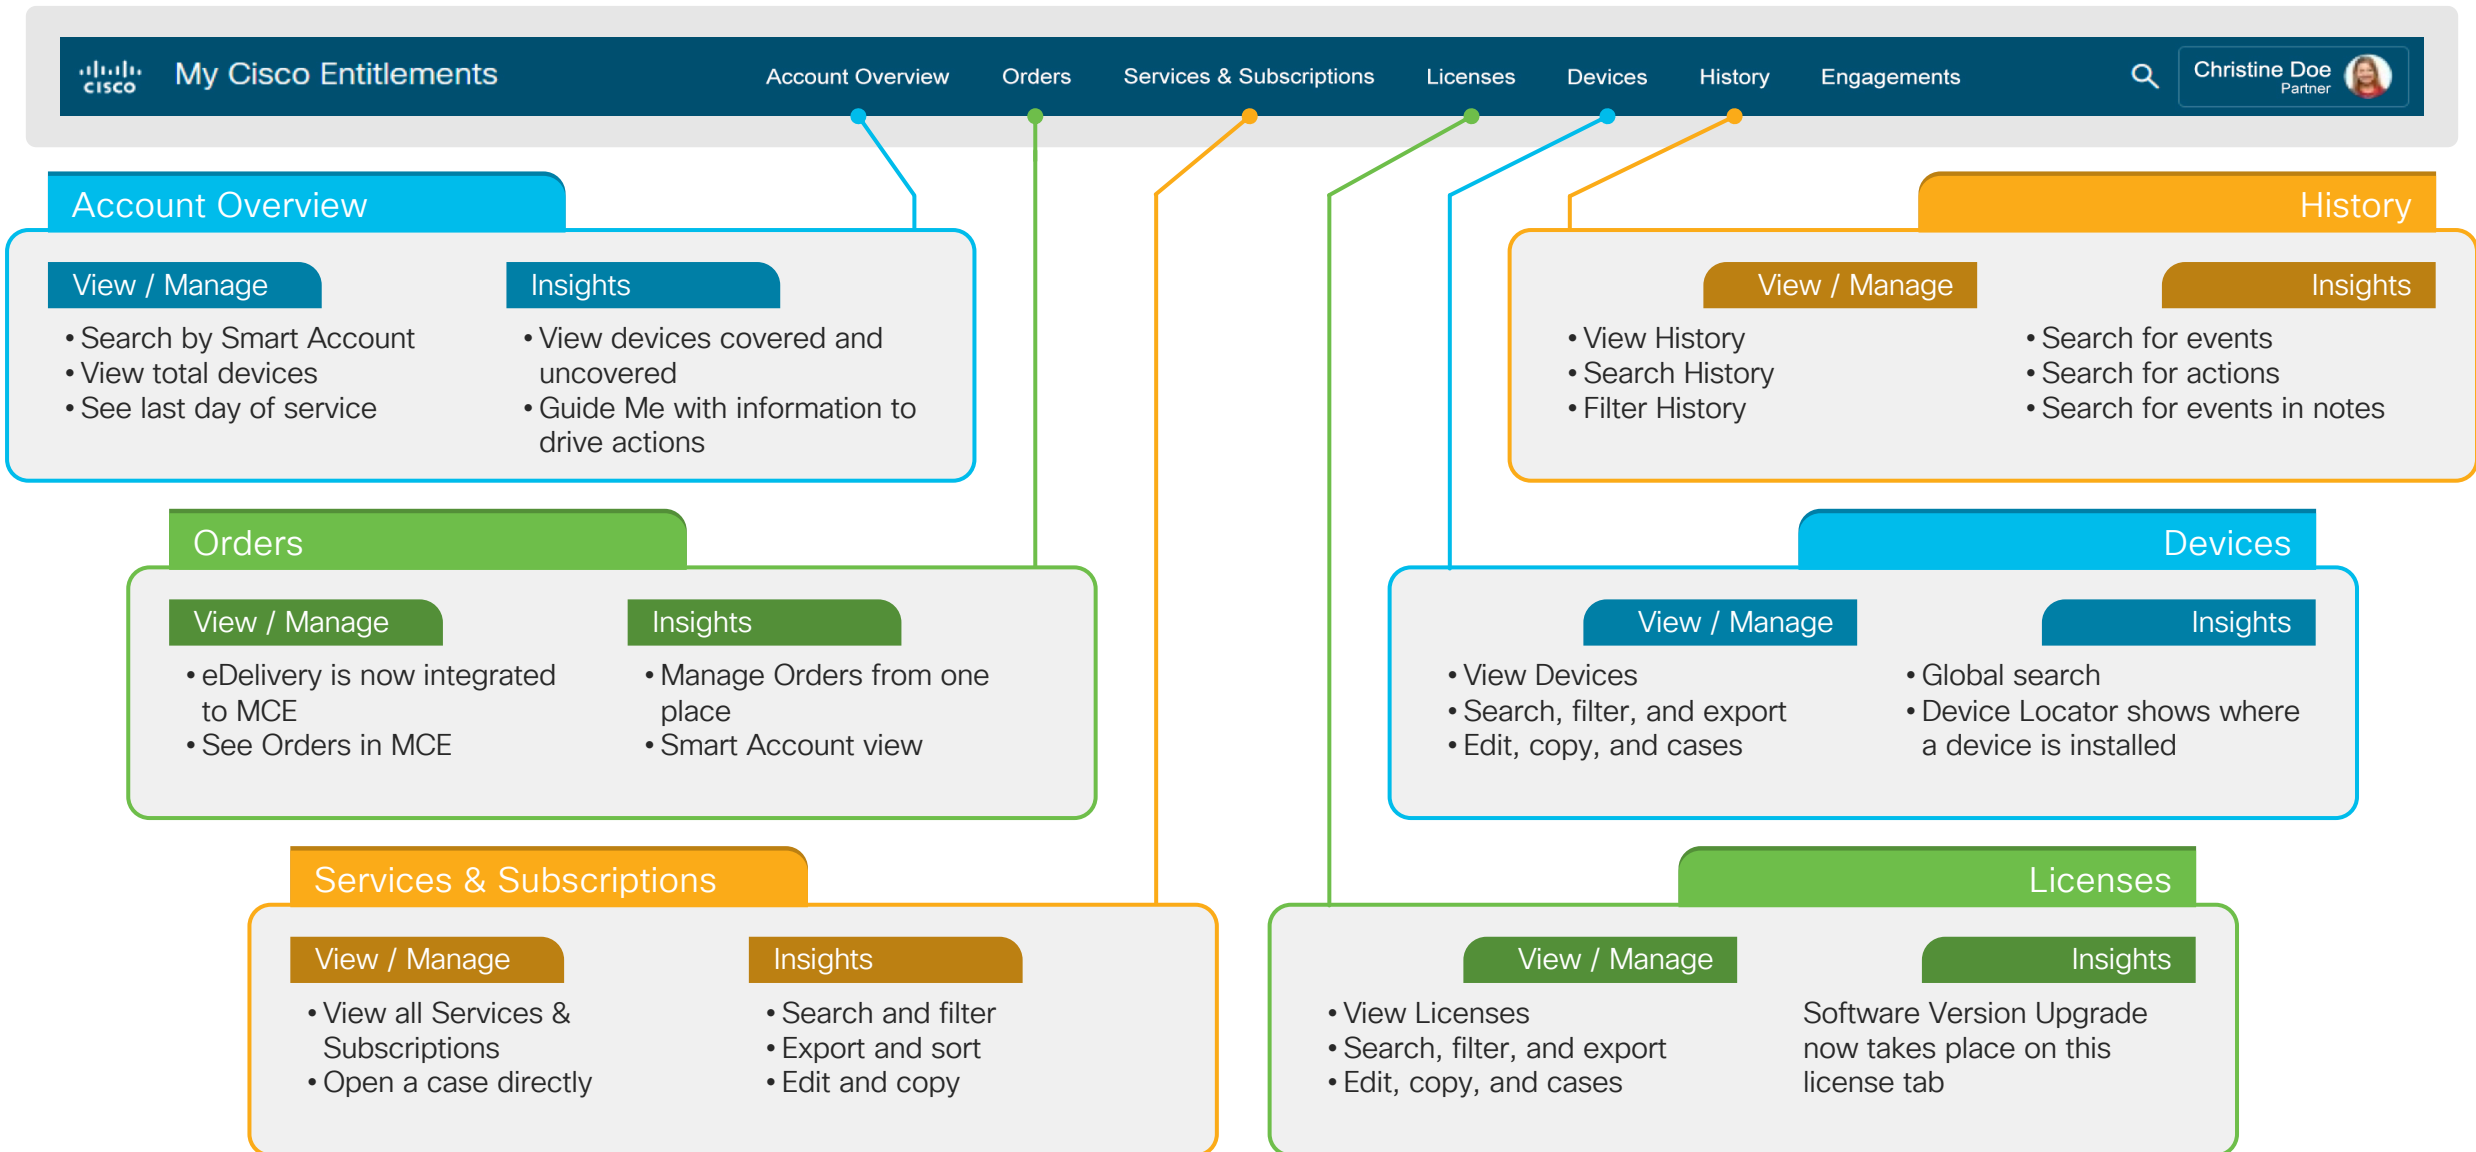 CISCO
My Cisco Entitlements
Account Overview
Orders
Services & Subscriptions
Licenses
Devices
History
Engagements
Christine Doe
Partner
Account Overview
View / Manage
• Search by Smart Account
• View total devices
• See last day of service
Insights
• View devices covered and
uncovered
• Guide Me with information to
drive actions
History
View / Manage
• View History
• Search History
• Filter History
Insights
• Search for events
• Search for actions
• Search for events in notes
Orders
View / Manage
• eDelivery is now integrated
to MCE
• See Orders in MCE
Insights
• Manage Orders from one
place
• Smart Account view
Devices
View / Manage
• View Devices
• Search, filter, and export
• Edit, copy, and cases
Insights
• Global search
• Device Locator shows where
a device is installed
Services & Subscriptions
View / Manage
• View all Services &
Subscriptions
• Open a case directly
Insights
• Search and filter
• Export and sort
• Edit and copy
Licenses
View / Manage
• View Licenses
• Search, filter, and export
• Edit, copy, and cases
Insights
Software Version Upgrade
now takes place on this
license tab